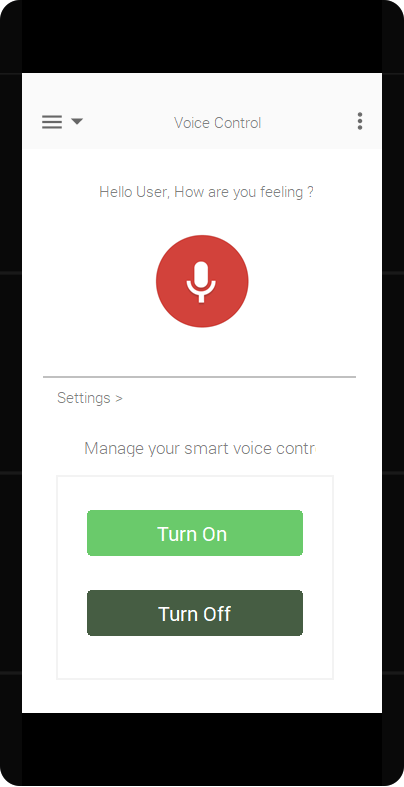 Voice Control
Hello User, How are you feeling ?
Settings >
Manage your smart voice contr
Turn On
Turn Off